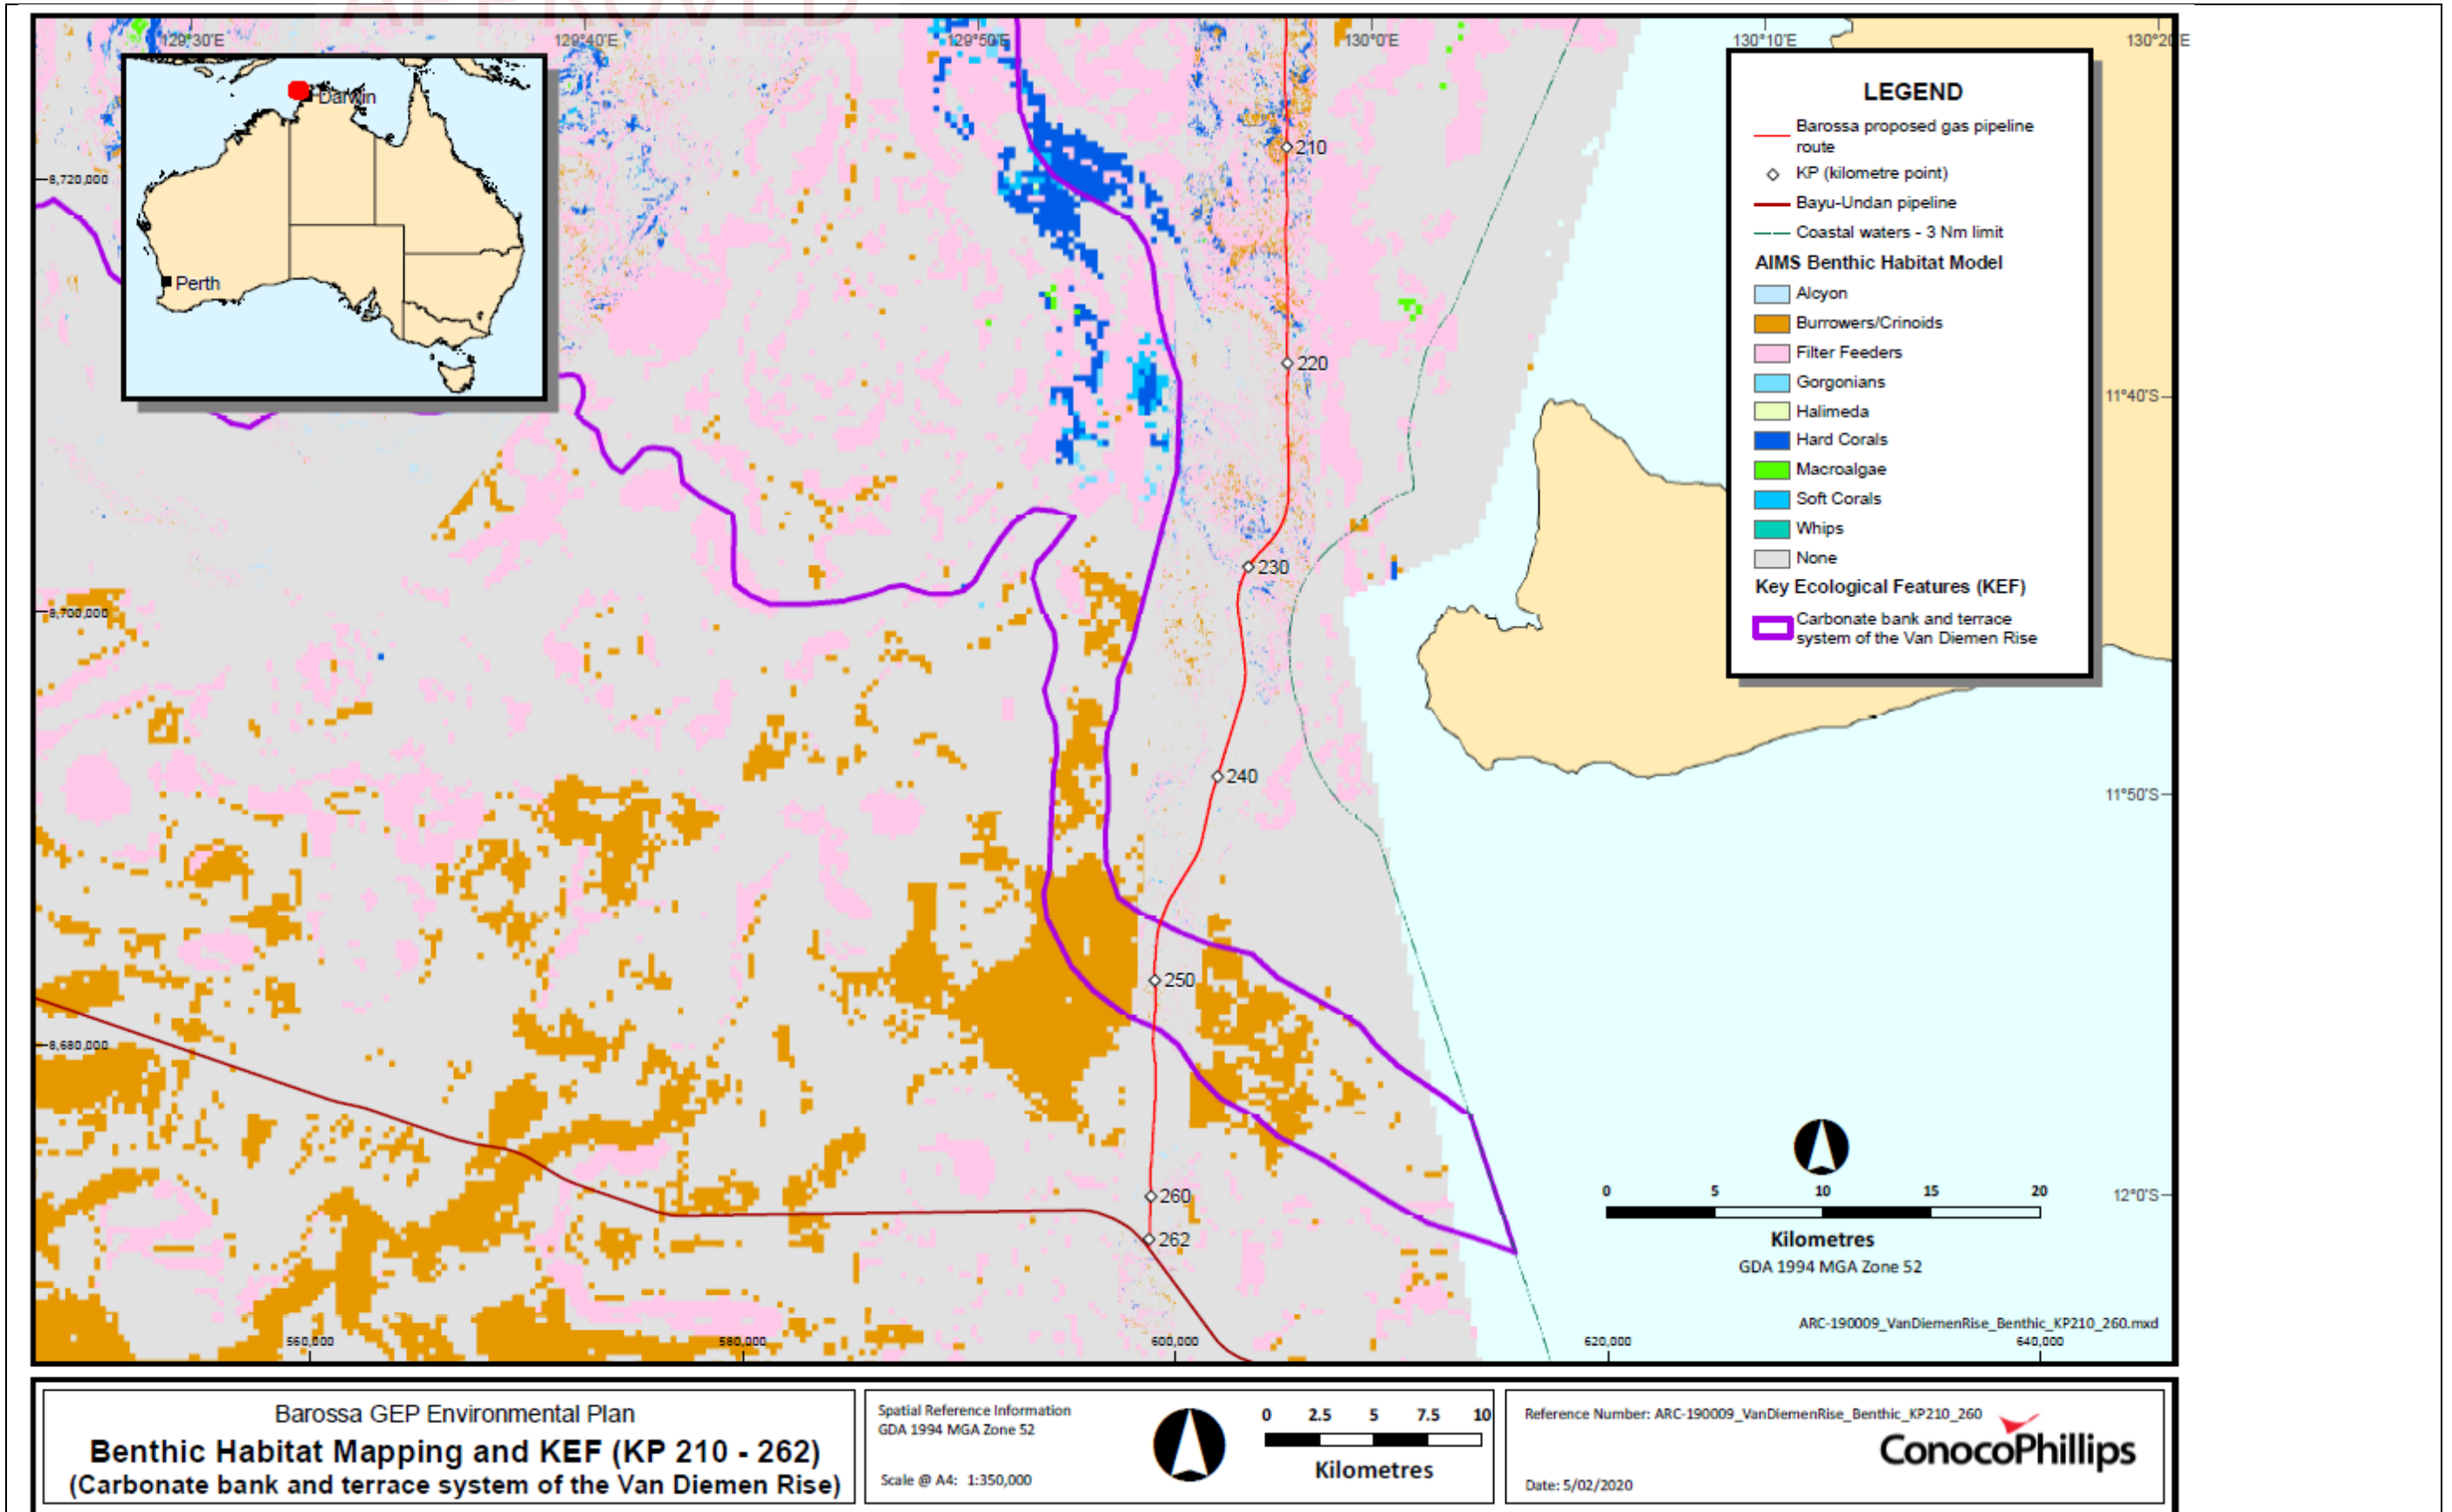 APPROVED
129°30'E
129°40'E
129°50'E
130°0'E
130°10'E
130°20'E
Darwin
Perth
8,720,000
8,700,000
8,680,000
11°40'S
11°50'S
12°0'S
210
220
230
240
250
260
262
LEGEND
Barossa proposed gas pipeline
route
KP (kilometre point)
Bayu-Undan pipeline
Coastal waters - 3 Nm limit
AIMS Benthic Habitat Model
Alcyon
Burrowers/Crinoids
Filter Feeders
Gorgonians
Halimeda
Hard Corals
Macroalgae
Soft Corals
Whips
None
Key Ecological Features (KEF)
Carbonate bank and terrace
system of the Van Diemen Rise
0 5 10 15 20
Kilometres
GDA 1994 MGA Zone 52
ARC-190009_VanDiemenRise_Benthic_KP210_260.mxd
560,000
580,000
600,000
620,000
640,000
Barossa GEP Environmental Plan
Benthic Habitat Mapping and KEF (KP 210 - 262)
(Carbonate bank and terrace system of the Van Diemen Rise)
Spatial Reference Information
GDA 1994 MGA Zone 52
Scale @ A4: 1:350,000
0 2.5 5 7.5 10
Kilometres
Reference Number: ARC-190009_VanDiemenRise_Benthic_KP210_260
ConocoPhillips
Date: 5/02/2020